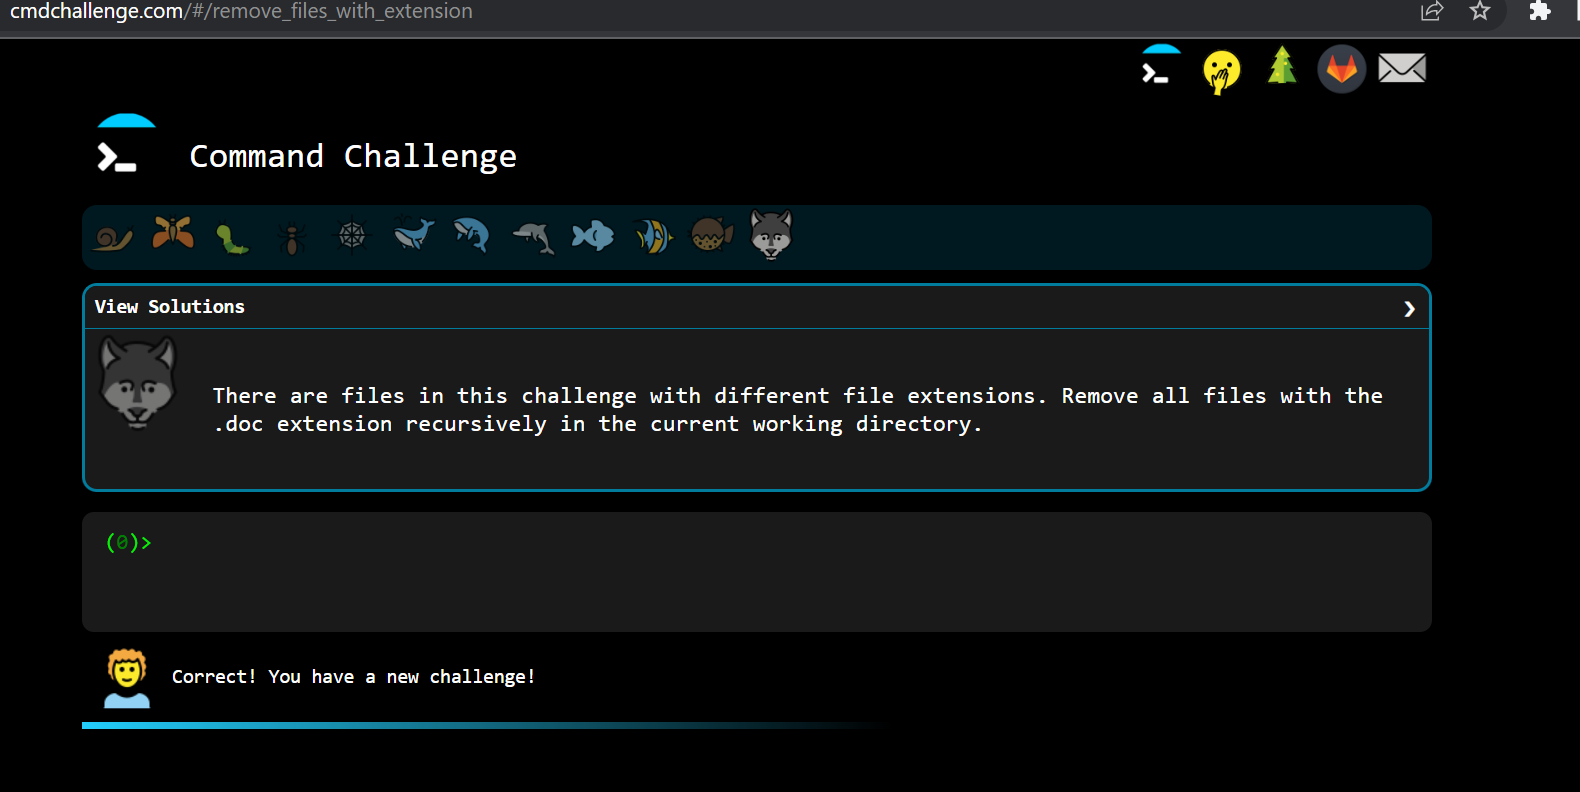 cmdchallenge.com/#/remove_files_with_extension
Command Challenge
View Solutions
There are files in this challenge with different file extensions. Remove all files with the
.doc extension recursively in the current working directory.
(0)>
Correct! You have a new challenge!